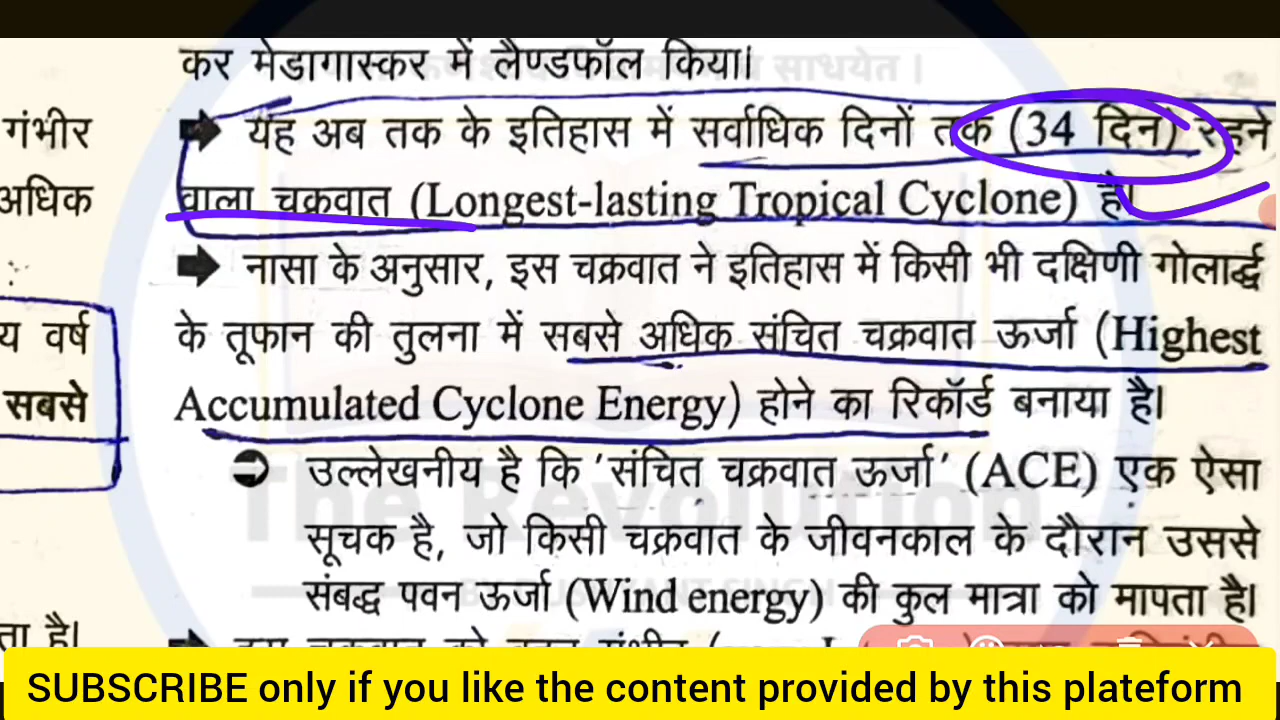 कर मेडागास्कर में लैण्डफॉल किया।
यह अब तक के इतिहास में सर्वाधिक दिनों तक (34 दिन) रहने
वाला चक्रवात (Longest-lasting Tropical Cyclone) है।
नासा के अनुसार, इस चक्रवात ने इतिहास में किसी भी दक्षिणी गोलार्द्ध
के तूफान की तुलना में सबसे अधिक संचित चक्रवात ऊर्जा (Highest
Accumulated Cyclone Energy) होने का रिकॉर्ड बनाया है।
उल्लेखनीय है कि 'संचित चक्रवात ऊर्जा' (ACE) एक ऐसा
सूचक है, जो किसी चक्रवात के जीवनकाल के दौरान उससे
संबद्ध पवन ऊर्जा (Wind energy) की कुल मात्रा को मापता है।
गंभीर
अधिक
य वर्ष
सबसे
ता है।
The Revolution
SUBSCRIBE only if you like the content provided by this plateform